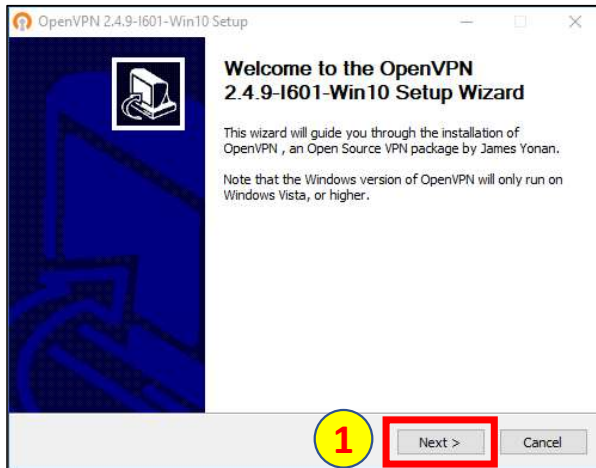 OpenVPN 2.4.9-I601-Win10 Setup
Welcome to the OpenVPN
2.4.9-I601-Win10 Setup Wizard
This wizard will guide you through the installation of
OpenVPN , an Open Source VPN package by James Yonan.
Note that the Windows version of OpenVPN will only run on
Windows Vista, or higher.
1
Next >
Cancel